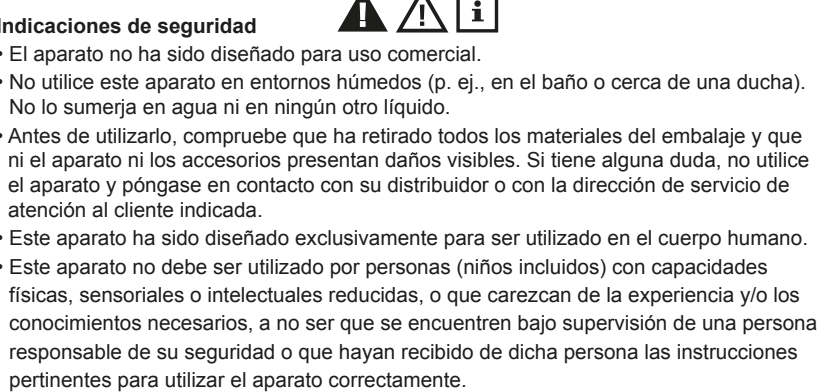 Indicaciones de seguridad
• El aparato no ha sido diseñado para uso comercial.
• No utilice este aparato en entornos húmedos (p. ej., en el baño o cerca de una ducha).
No lo sumerja en agua ni en ningún otro líquido.
• Antes de utilizarlo, compruebe que ha retirado todos los materiales del embalaje y que
ni el aparato ni los accesorios presentan daños visibles. Si tiene alguna duda, no utilice
el aparato y póngase en contacto con su distribuidor o con la dirección de servicio de
atención al cliente indicada.
• Este aparato ha sido diseñado exclusivamente para ser utilizado en el cuerpo humano.
• Este aparato no debe ser utilizado por personas (niños incluidos) con capacidades
físicas, sensoriales o intelectuales reducidas, o que carezcan de la experiencia y/o los
conocimientos necesarios, a no ser que se encuentren bajo supervisión de una persona
responsable de su seguridad o que hayan recibido de dicha persona las instrucciones
pertinentes para utilizar el aparato correctamente.